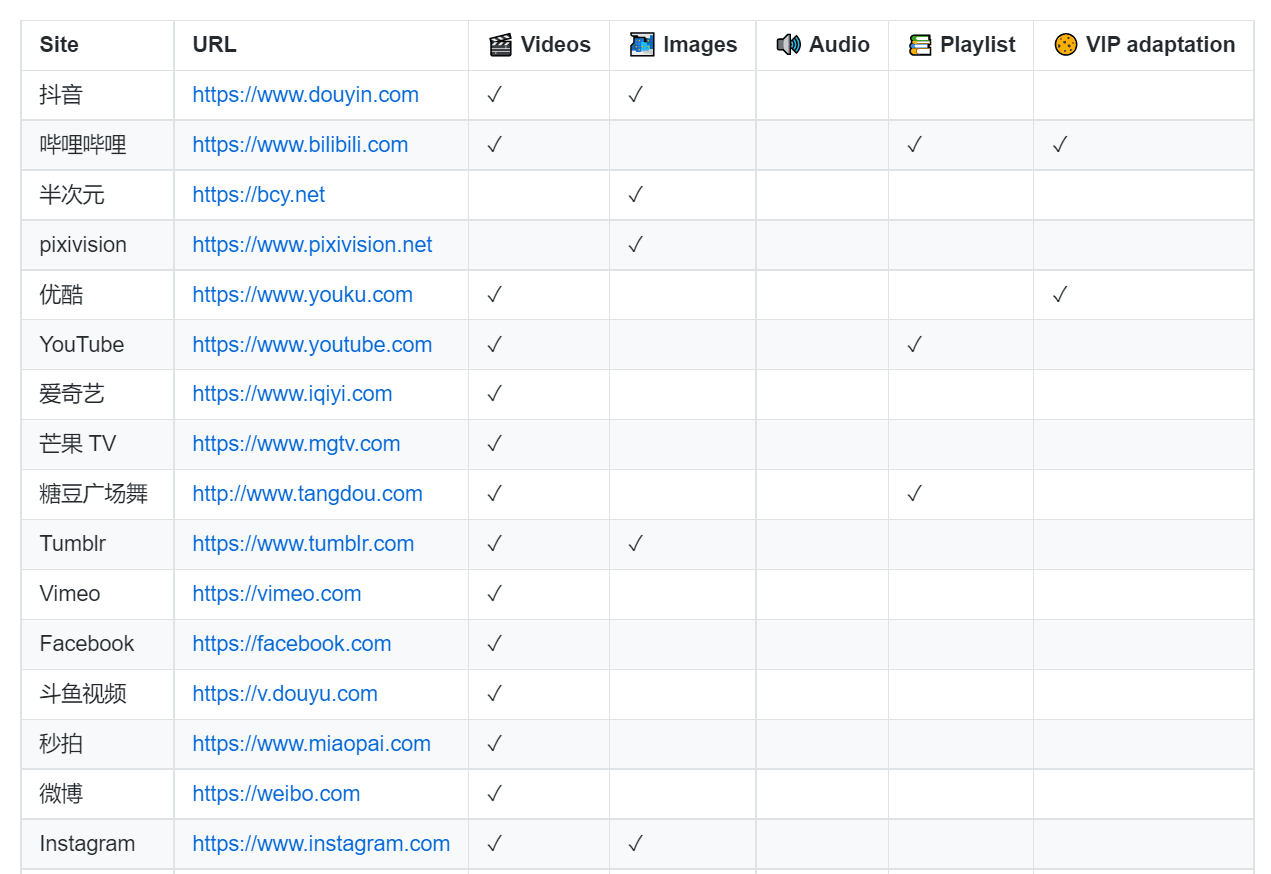 Site URL 🎬 Videos 🗺 Images 🔊 Audio 📚 Playlist 🍪 VIP adaptation
抖音 https://www.douyin.com ✓ ✓
哔哩哔哩 https://www.bilibili.com ✓ ✓ ✓
半次元 https://bcy.net ✓
pixivision https://www.pixivision.net ✓
优酷 https://www.youku.com ✓ ✓
YouTube https://www.youtube.com ✓ ✓
爱奇艺 https://www.iqiyi.com ✓
芒果 TV https://www.mgtv.com ✓
糖豆广场舞 http://www.tangdou.com ✓ ✓
Tumblr https://www.tumblr.com ✓ ✓
Vimeo https://vimeo.com ✓
Facebook https://facebook.com ✓
斗鱼视频 https://v.douyu.com ✓
秒拍 https://www.miaopai.com ✓
微博 https://weibo.com ✓
Instagram https://www.instagram.com ✓ ✓